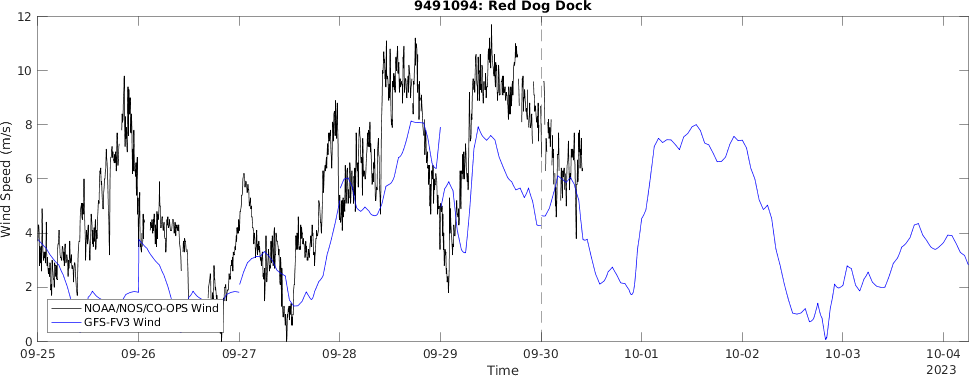 9491094: Red Dog Dock
Wind Speed (m/s)
12
10
8
6
4
2
0
NOAA/NOS/CO-OPS Wind
GFS-FV3 Wind
09-25 09-26 09-27 09-28 09-29 09-30 10-01 10-02 10-03 10-04
Time
2023